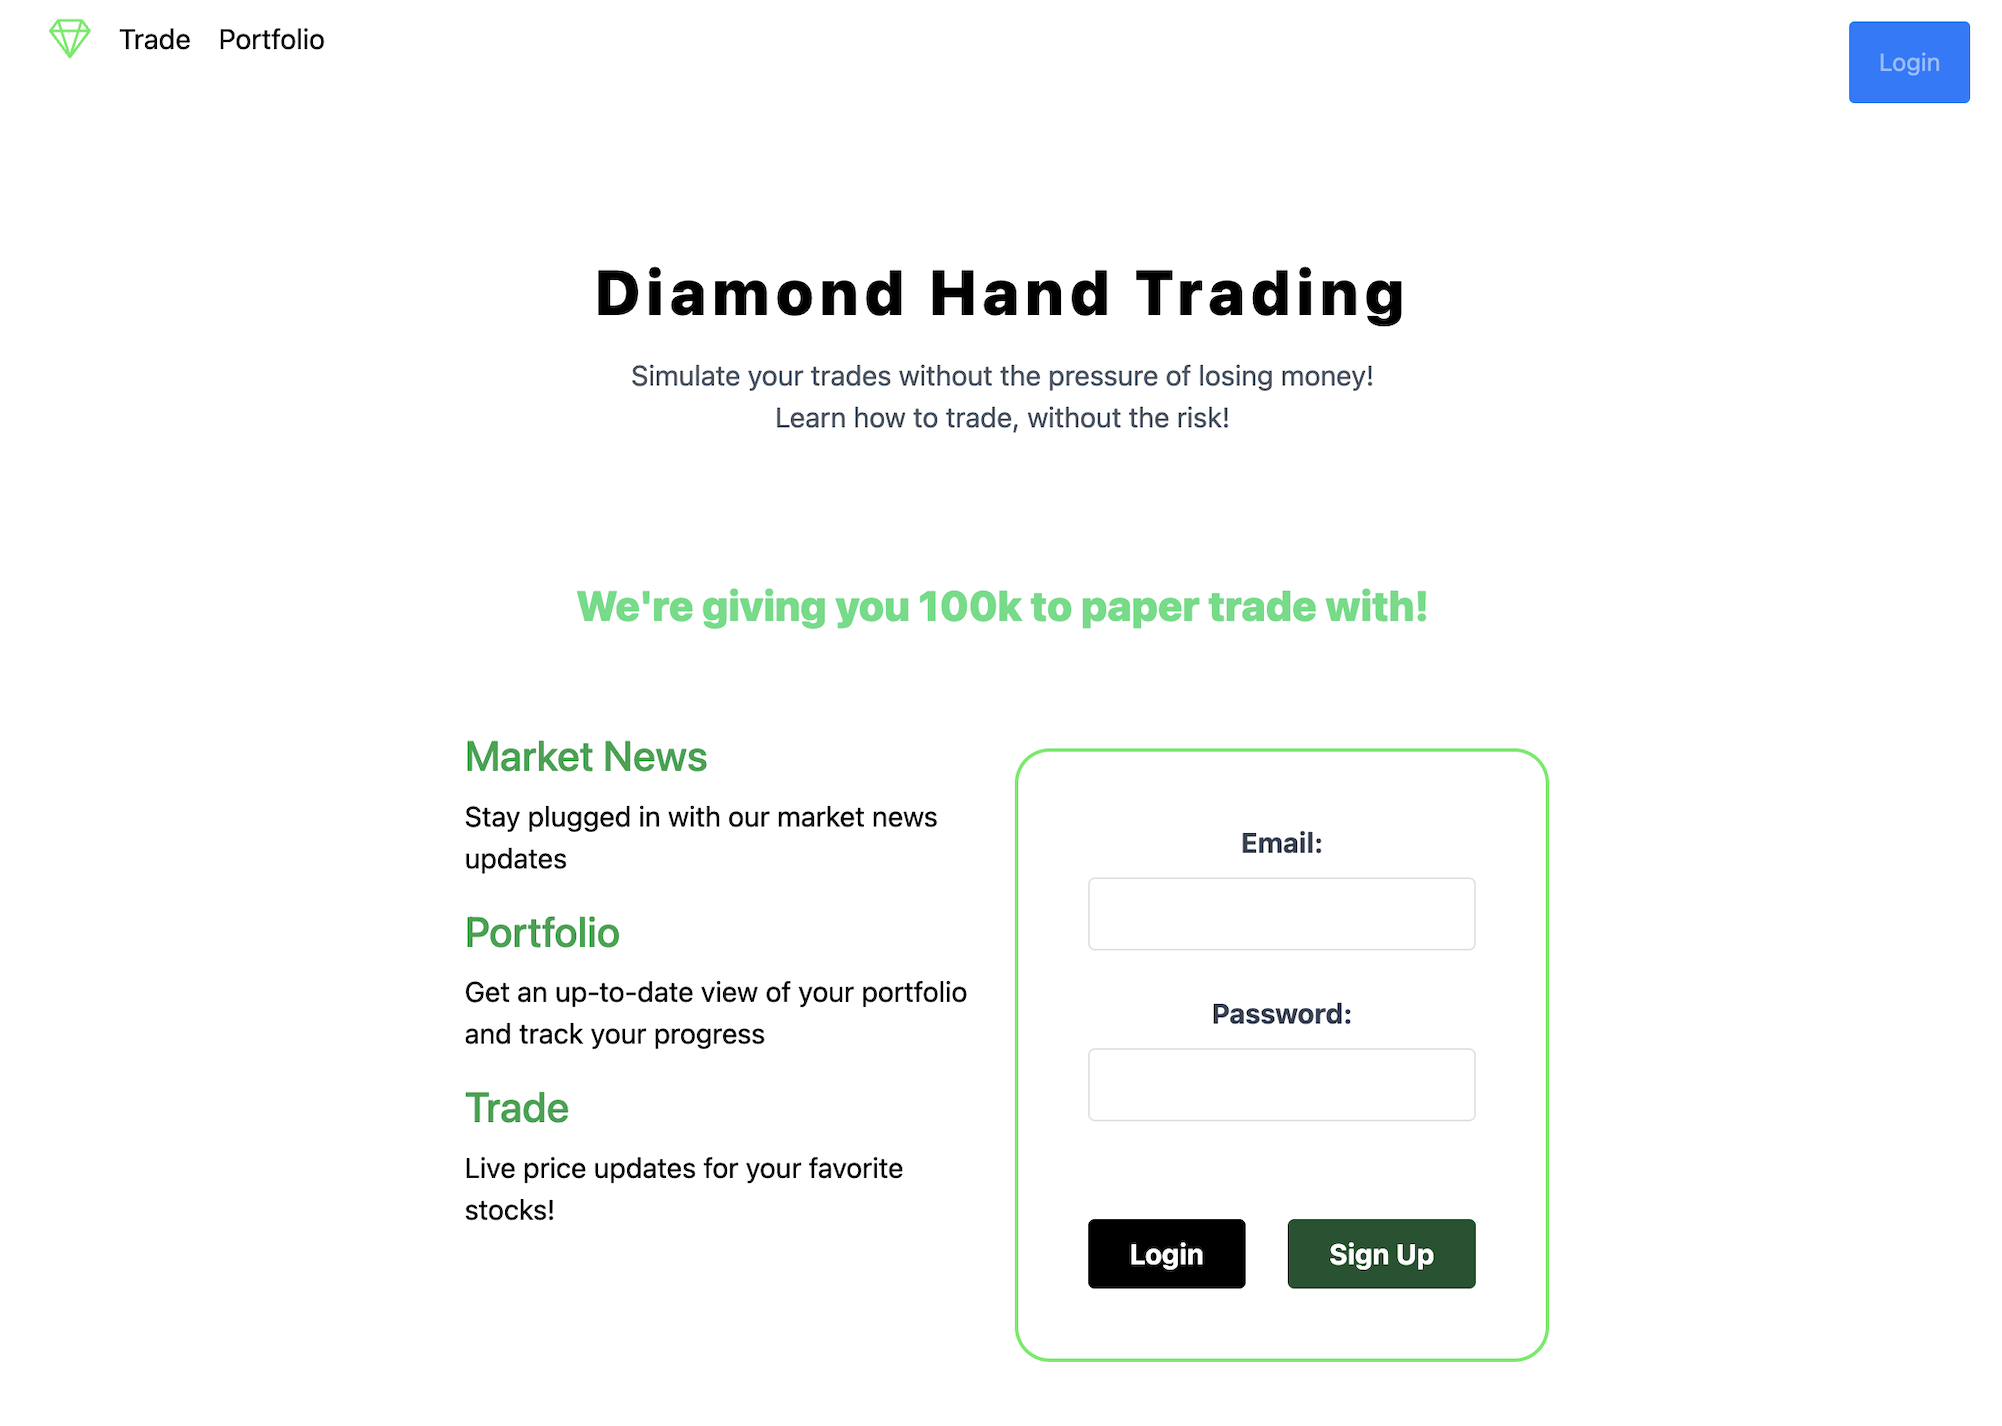 Trade Portfolio
Login
Diamond Hand Trading
Simulate your trades without the pressure of losing money!
Learn how to trade, without the risk!
We're giving you 100k to paper trade with!
Market News
Stay plugged in with our market news
updates
Portfolio
Get an up-to-date view of your portfolio
and track your progress
Trade
Live price updates for your favorite
stocks!
Email:
Password:
Login
Sign Up